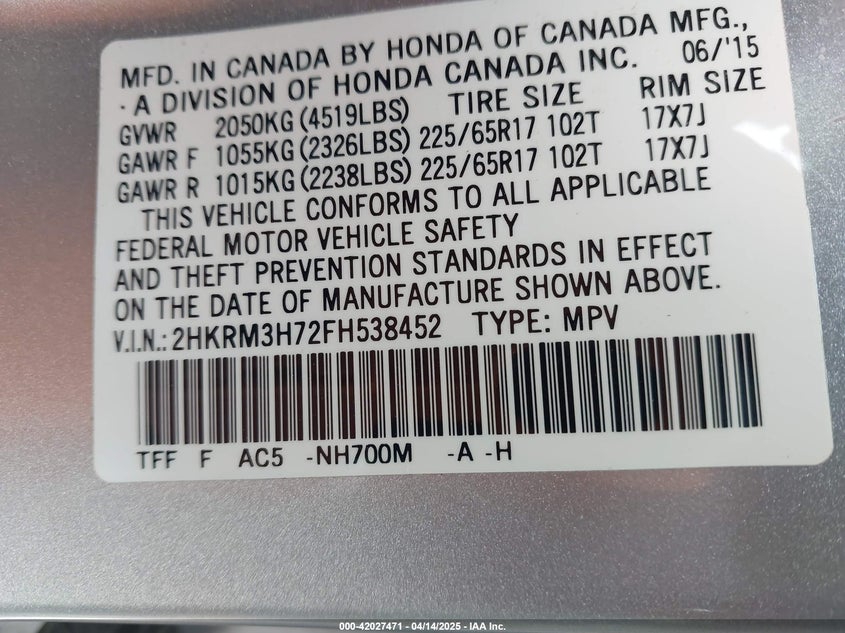 MFD. IN CANADA BY HONDA OF CANADA MFG.,
· A DIVISION OF HONDA CANADA INC. 06/'15
GVWR 2050KG (4519LBS) TIRE SIZE RIM SIZE
GAWR F 1055KG (2326LBS) 225/65R17 102T 17X7J
GAWR R 1015KG (2238LBS) 225/65R17 102T 17X7J
THIS VEHICLE CONFORMS TO ALL APPLICABLE
FEDERAL MOTOR VEHICLE SAFETY
AND THEFT PREVENTION STANDARDS IN EFFECT
ON THE DATE OF MANUFACTURE SHOWN ABOVE.
V.I.N.: 2HKRM3H72FH538452 TYPE: MPV
TFF F AC5 -NH700M -A -H
000-42027471 - 04/14/2025 - IAA Inc.